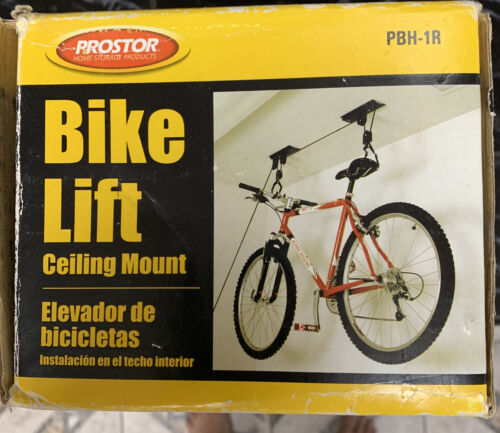 PROSTOR
HOME STORAGE PRODUCTS
PBH-1R
Bike
Lift
Ceiling Mount
Elevador de
bicicletas
Instalación en el techo interior